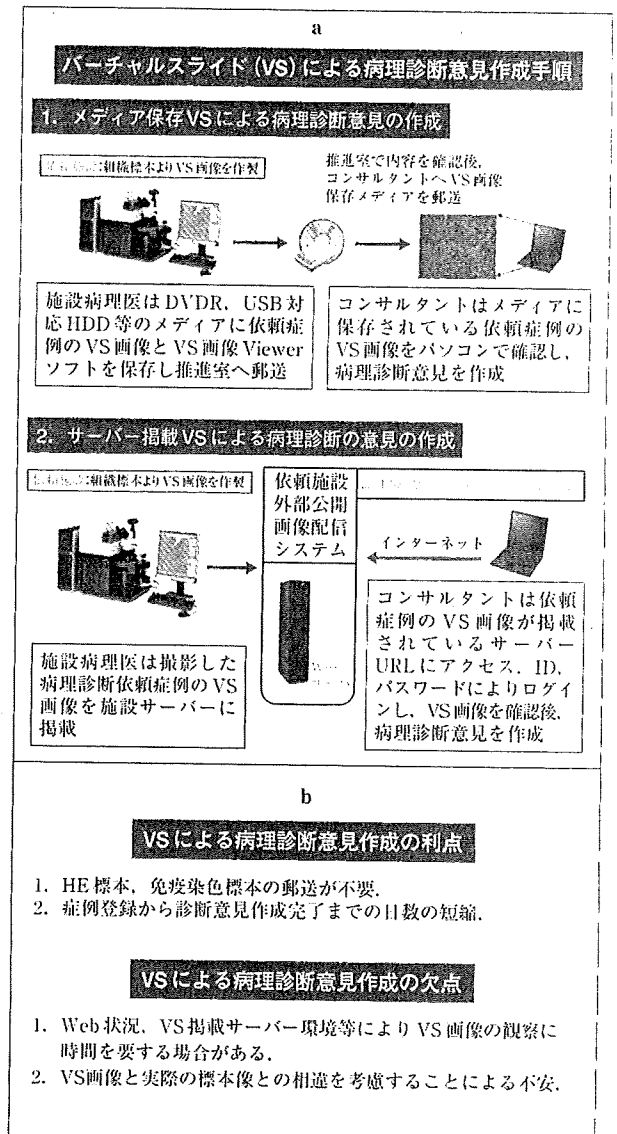 a
バーチャルスライド(VS)による病理診断意見作成手順
1. メディア保存VSによる病理診断意見の作成
:組織標本よりVS画像を作製
推進室で内容を確認後,
コンサルタントへVS画像
保存メディアを郵送
施設病理医はDVDR, USB対
応HDD等のメディアに依頼症
例のVS画像とVS画像Viewer
ソフトを保存し推進室へ郵送
コンサルタントはメディアに
保存されている依頼症例の
VS画像をパソコンで確認し,
病理診断意見を作成
2. サーバー掲載VSによる病理診断の意見の作成
:組織標本よりVS画像を作製
依頼施設
外部公開
画像配信
システム
インターネット
施設病理医は撮影した
病理診断依頼症例のVS
画像を施設サーバーに
掲載
コンサルタントは依頼
症例のVS画像が掲載
されているサーバー
URLにアクセス, ID,
パスワードによりログイ
ンし, VS画像を確認後,
病理診断意見を作成
b
VSによる病理診断意見作成の利点
1. HE標本, 免疫染色標本の郵送が不要.
2. 症例登録から診断意見作成完了までの日数の短縮.
VSによる病理診断意見作成の欠点
1. Web状況, VS掲載サーバー環境等によりVS画像の観察に
時間を要する場合がある.
2. VS画像と実際の標本像との相違を考慮することによる不安.